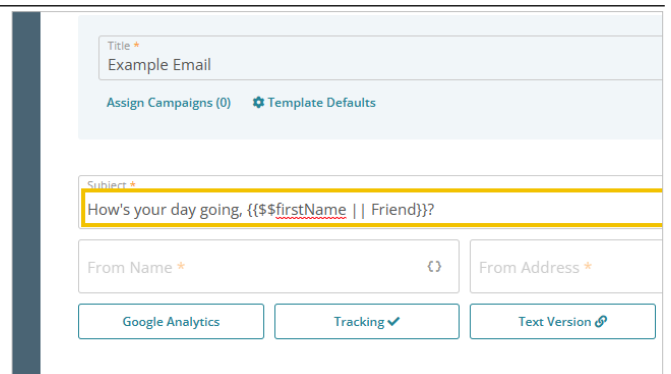 Title *
Example Email
Assign Campaigns (0) Template Defaults
Subject *
How's your day going, {{$$firstName || Friend}}?
From Name * {} From Address *
Google Analytics Tracking Text Version